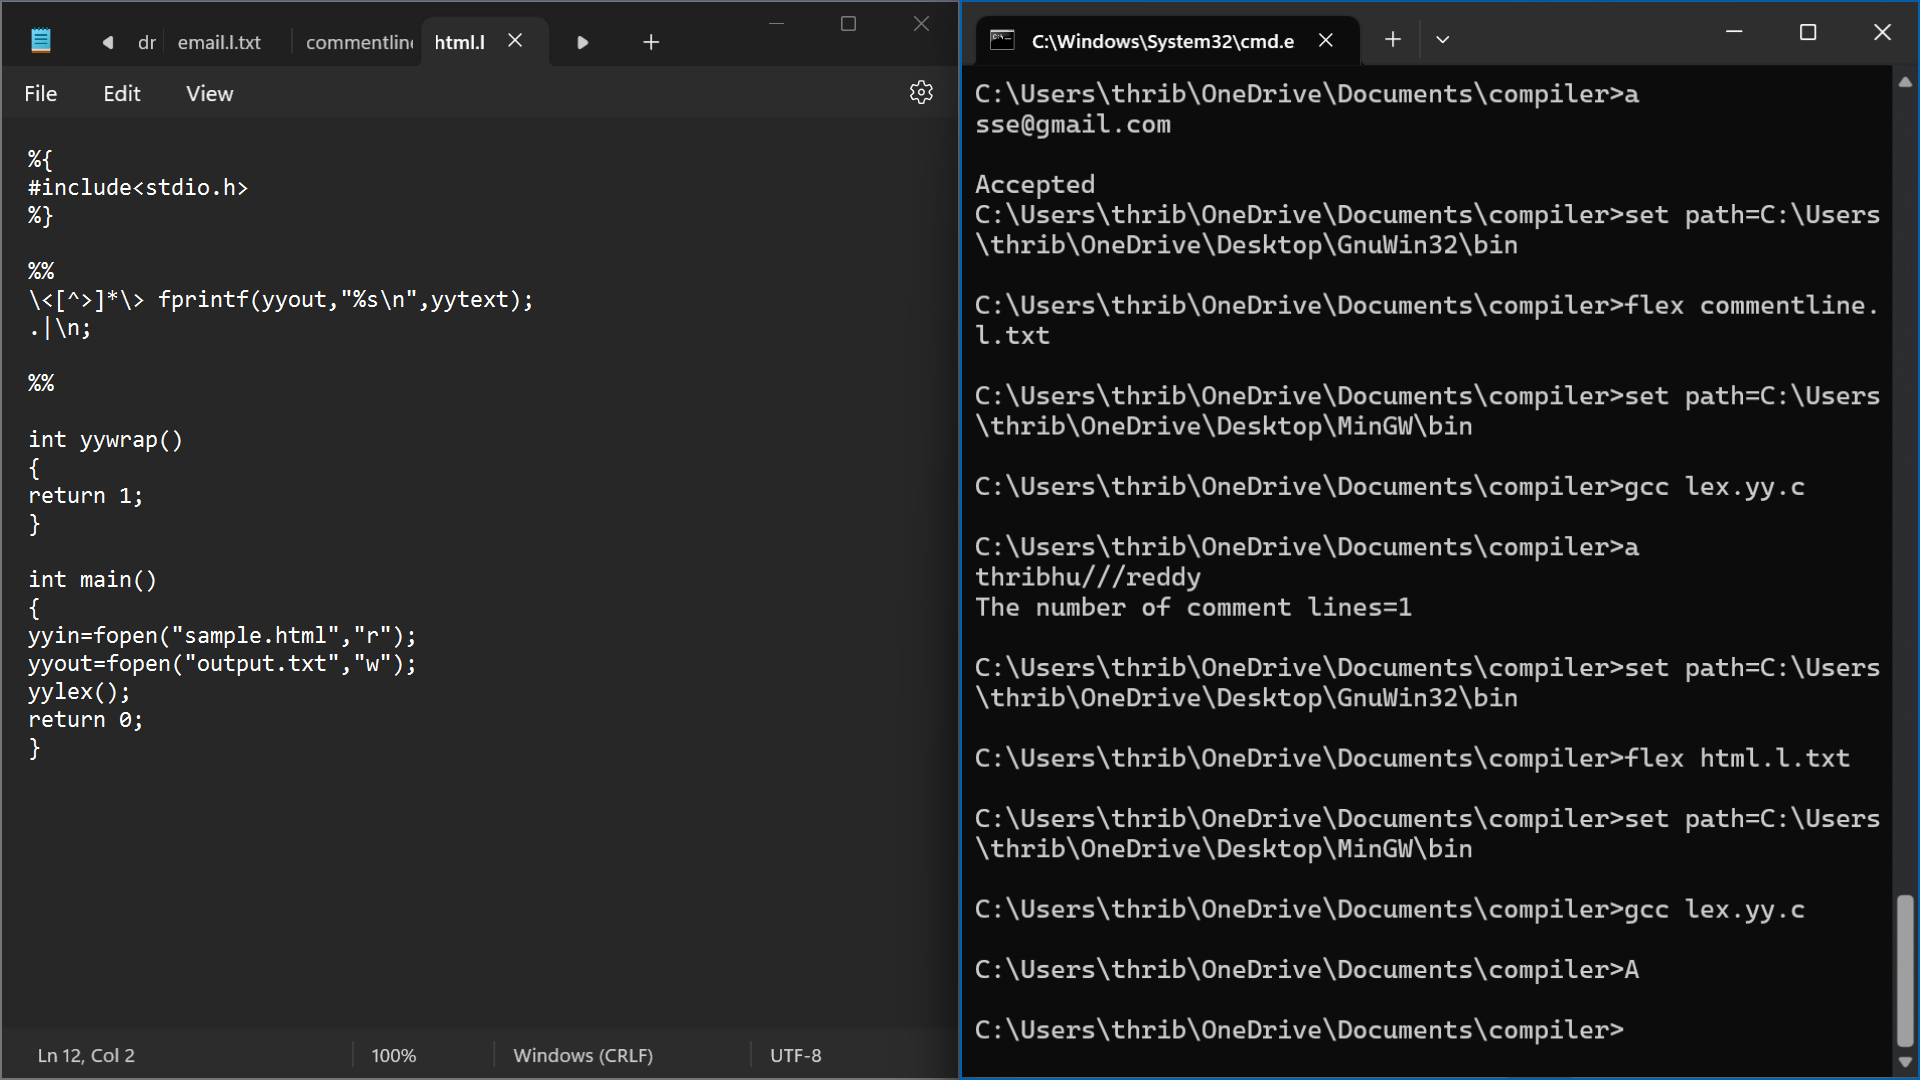 dr
email.l.txt
commentline
html.l
File
Edit
View
%{
#include<stdio.h>
%}
%%
\<[^>]*\> fprintf(yyout,"%s\n",yytext);
.|\n;
%%
int yywrap()
{
return 1;
}
int main()
{
yyin=fopen("sample.html","r");
yyout=fopen("output.txt","w");
yylex();
return 0;
}
Ln 12, Col 2
100%
Windows (CRLF)
UTF-8
C:\Windows\System32\cmd.e
C:\Users\thrib\OneDrive\Documents\compiler>a
sse@gmail.com
Accepted
C:\Users\thrib\OneDrive\Documents\compiler>set path=C:\Users
\thrib\OneDrive\Desktop\GnuWin32\bin
C:\Users\thrib\OneDrive\Documents\compiler>flex commentline.
l.txt
C:\Users\thrib\OneDrive\Documents\compiler>set path=C:\Users
\thrib\OneDrive\Desktop\MinGW\bin
C:\Users\thrib\OneDrive\Documents\compiler>gcc lex.yy.c
C:\Users\thrib\OneDrive\Documents\compiler>a
thribhu///reddy
The number of comment lines=1
C:\Users\thrib\OneDrive\Documents\compiler>set path=C:\Users
\thrib\OneDrive\Desktop\GnuWin32\bin
C:\Users\thrib\OneDrive\Documents\compiler>flex html.l.txt
C:\Users\thrib\OneDrive\Documents\compiler>set path=C:\Users
\thrib\OneDrive\Desktop\MinGW\bin
C:\Users\thrib\OneDrive\Documents\compiler>gcc lex.yy.c
C:\Users\thrib\OneDrive\Documents\compiler>A
C:\Users\thrib\OneDrive\Documents\compiler>